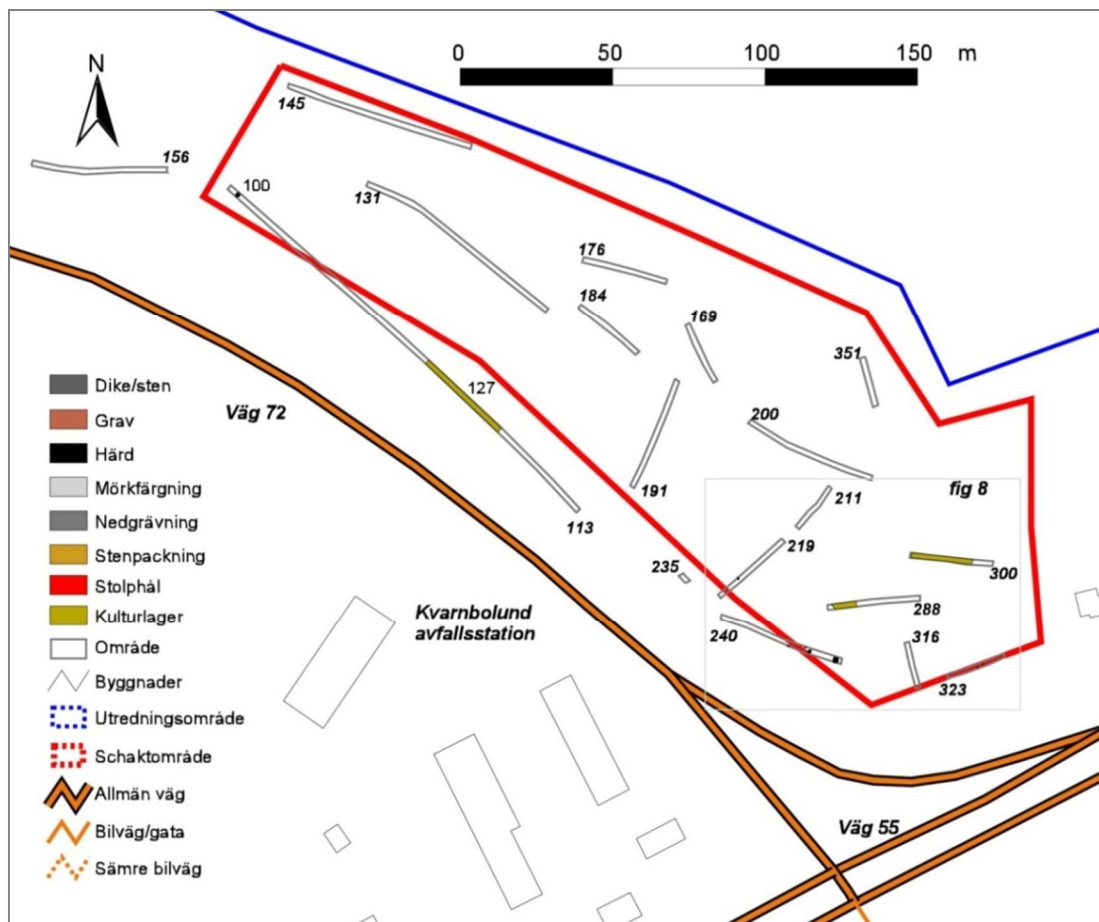 0 50 100 150 m
N
145
156
100
131
176
184
169
351
127
Väg 72
200
191
fig 8
211
113
219
235
300
288
Kvarnbolund
avfallsstation
240
316
323
Väg 55
Dike/sten
Grav
Härd
Mörkfärgning
Nedgrävning
Stenpackning
Stolphål
Kulturlager
Område
Byggnader
Utredningsområde
Schaktområde
Allmän väg
Bilväg/gata
Sämre bilväg